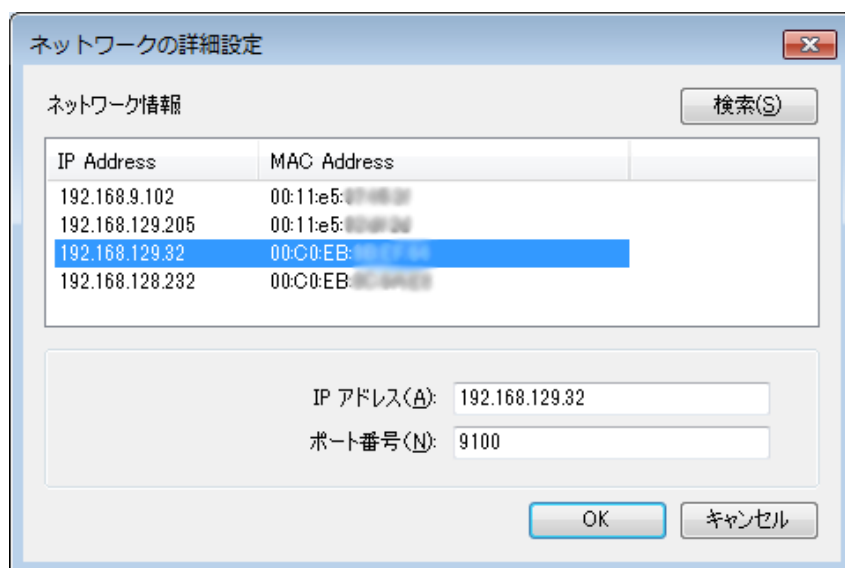 ネットワークの詳細設定
ネットワーク情報 検索(S)
IP Address MAC Address
192.168.9.102 00:11:e5:
192.168.129.205 00:11:e5:
192.168.129.32 00:C0:EB:
192.168.128.232 00:C0:EB:
IP アドレス(A): 192.168.129.32
ポート番号(N): 9100
OK キャンセル